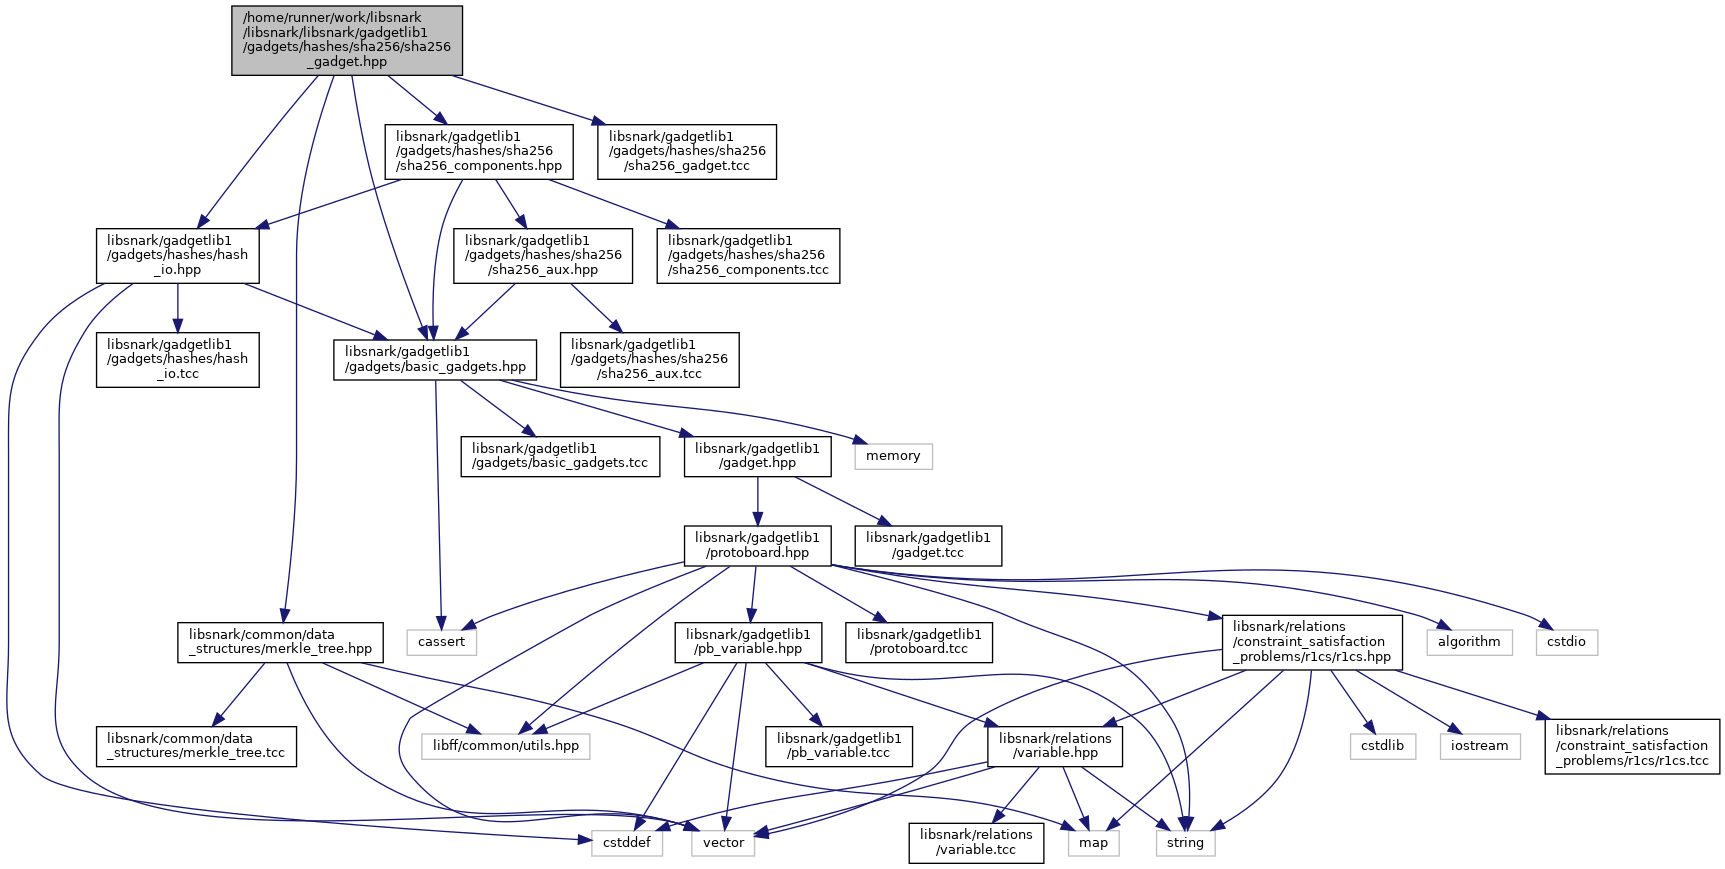 /home/runner/work/libsnark
/libsnark/libsnark/gadgetlib1
/gadgets/hashes/sha256/sha256
_gadget.hpp
libsnark/gadgetlib1
/gadgets/hashes/sha256
/sha256_components.hpp
libsnark/gadgetlib1
/gadgets/hashes/sha256
/sha256_gadget.tcc
libsnark/gadgetlib1
/gadgets/hashes/hash
_io.hpp
libsnark/gadgetlib1
/gadgets/hashes/sha256
/sha256_aux.hpp
libsnark/gadgetlib1
/gadgets/hashes/sha256
/sha256_components.tcc
libsnark/gadgetlib1
/gadgets/hashes/hash
_io.tcc
libsnark/gadgetlib1
/gadgets/basic_gadgets.hpp
libsnark/gadgetlib1
/gadgets/hashes/sha256
/sha256_aux.tcc
libsnark/gadgetlib1
/gadgets/basic_gadgets.tcc
libsnark/gadgetlib1
/gadget.hpp
memory
libsnark/gadgetlib1
/protoboard.hpp
libsnark/gadgetlib1
/gadget.tcc
libsnark/common/data
_structures/merkle_tree.hpp
cassert
libsnark/gadgetlib1
/pb_variable.hpp
libsnark/gadgetlib1
/protoboard.tcc
libsnark/relations
/constraint_satisfaction
_problems/r1cs/r1cs.hpp
algorithm
cstdio
libsnark/common/data
_structures/merkle_tree.tcc
libff/common/utils.hpp
libsnark/gadgetlib1
/pb_variable.tcc
libsnark/relations
/variable.hpp
cstdlib
iostream
libsnark/relations
/constraint_satisfaction
_problems/r1cs/r1cs.tcc
cstddef
vector
libsnark/relations
/variable.tcc
map
string